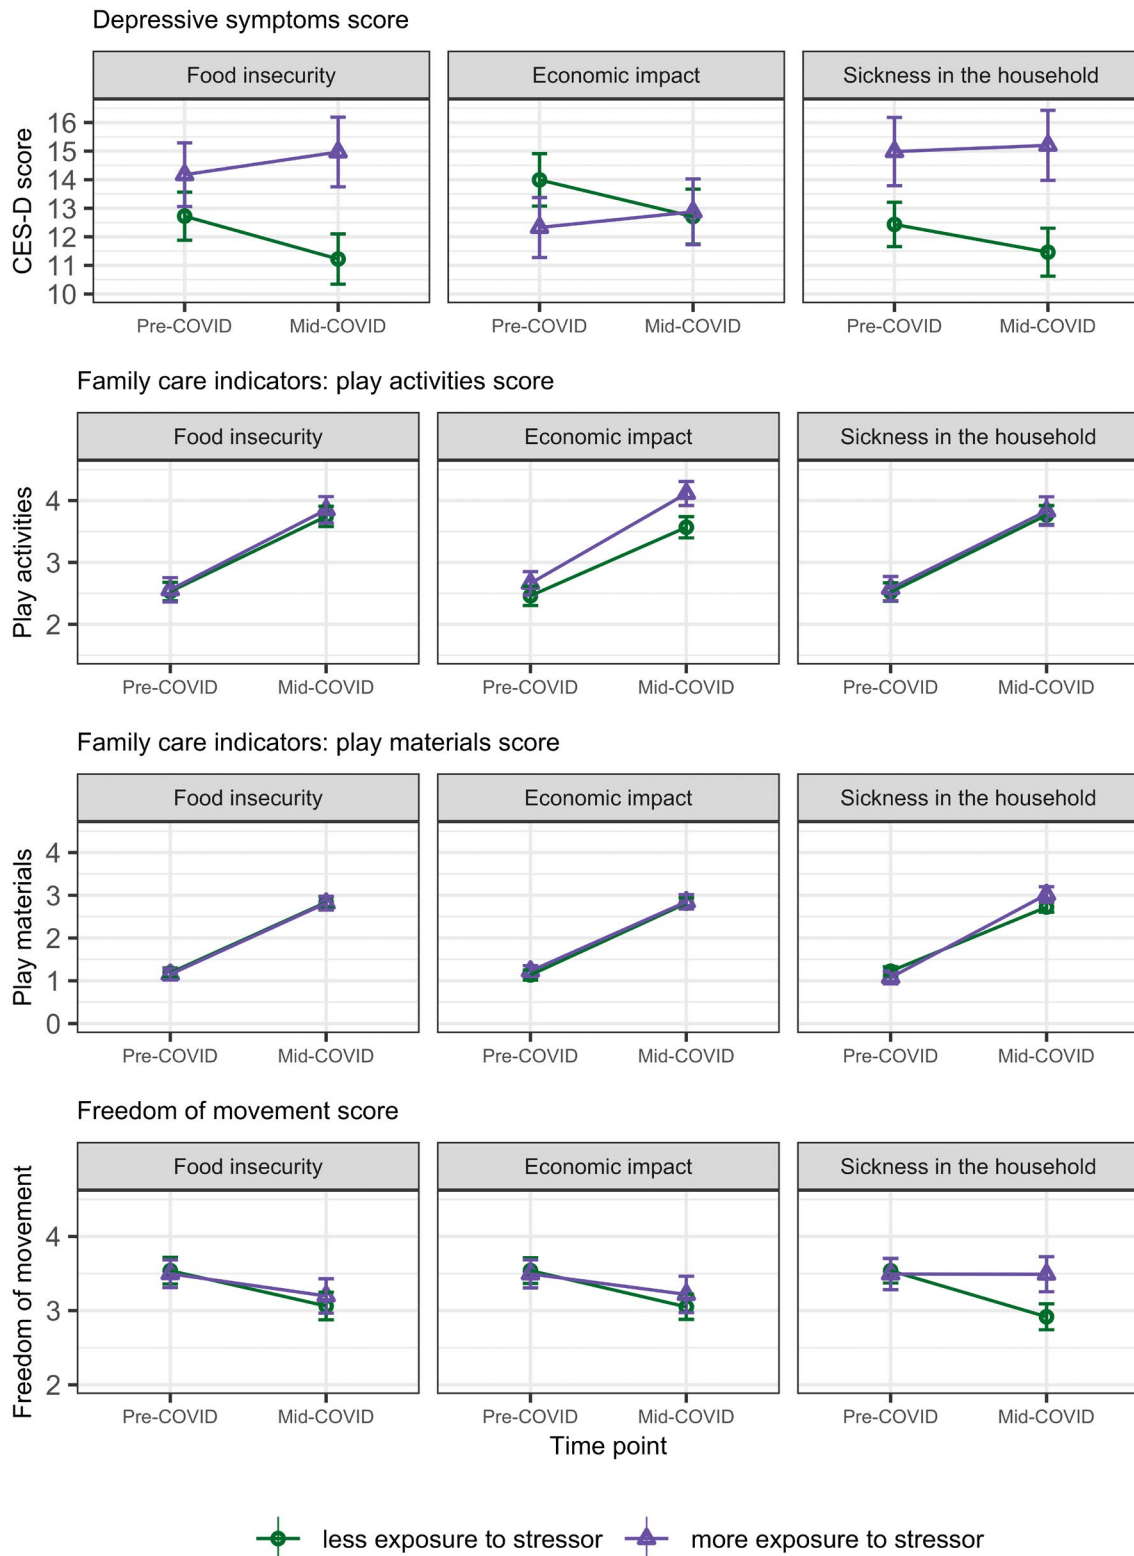 Depressive symptoms score
Food insecurity Economic impact Sickness in the household
CES-D score
16
15
14
13
12
11
10
Pre-COVID Mid-COVID Pre-COVID Mid-COVID Pre-COVID Mid-COVID
Family care indicators: play activities score
Food insecurity Economic impact Sickness in the household
Play activities
4
3
2
Pre-COVID Mid-COVID Pre-COVID Mid-COVID Pre-COVID Mid-COVID
Family care indicators: play materials score
Food insecurity Economic impact Sickness in the household
Play materials
4
3
2
1
0
Pre-COVID Mid-COVID Pre-COVID Mid-COVID Pre-COVID Mid-COVID
Freedom of movement score
Food insecurity Economic impact Sickness in the household
Freedom of movement
4
3
2
Pre-COVID Mid-COVID Pre-COVID Mid-COVID Pre-COVID Mid-COVID
Time point
less exposure to stressor more exposure to stressor